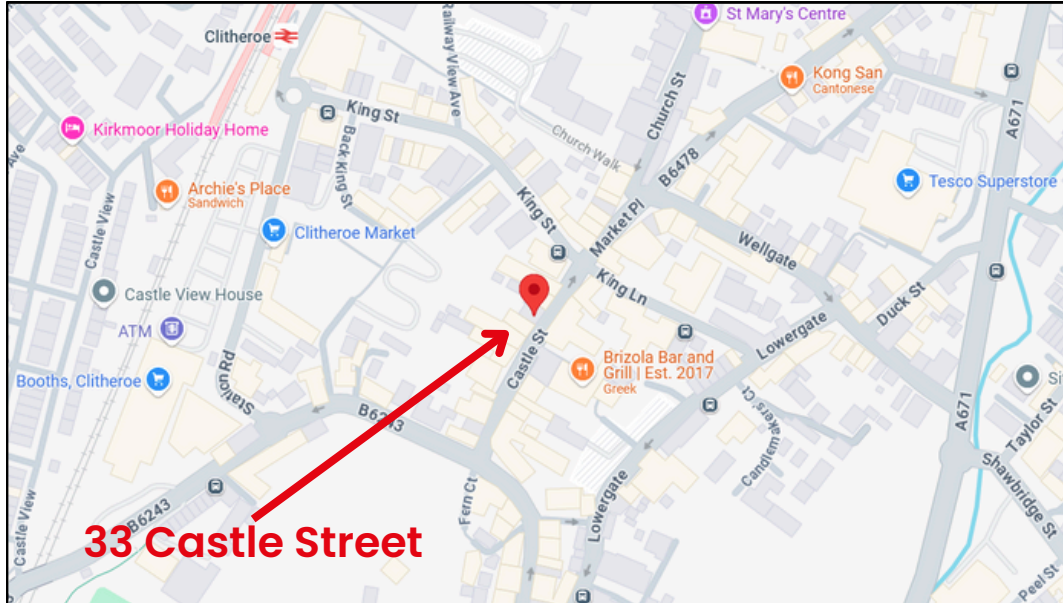 St Mary's Centre
Clitheroe
Railway View Ave
Kong San
Cantonese
A671
King St
Church St
Kirkmoor Holiday Home
Back King St
Church Walk
B6478
Ave
Archie's Place
Sandwich
Tesco Superstore
Castle View
Clitheroe Market
King St
Market Pl
Wellgate
Castle View House
King Ln
Duck St
ATM
Lowergate
Castle St
Brizola Bar and
Grill | Est. 2017
Greek
Booths, Clitheroe
Station Rd
Si
B6243
Candlemakers' Ct
A671
Taylor St
Castle View
B6243
Fern Ct
Lowergate
Shawbridge St
33 Castle Street
Peel St